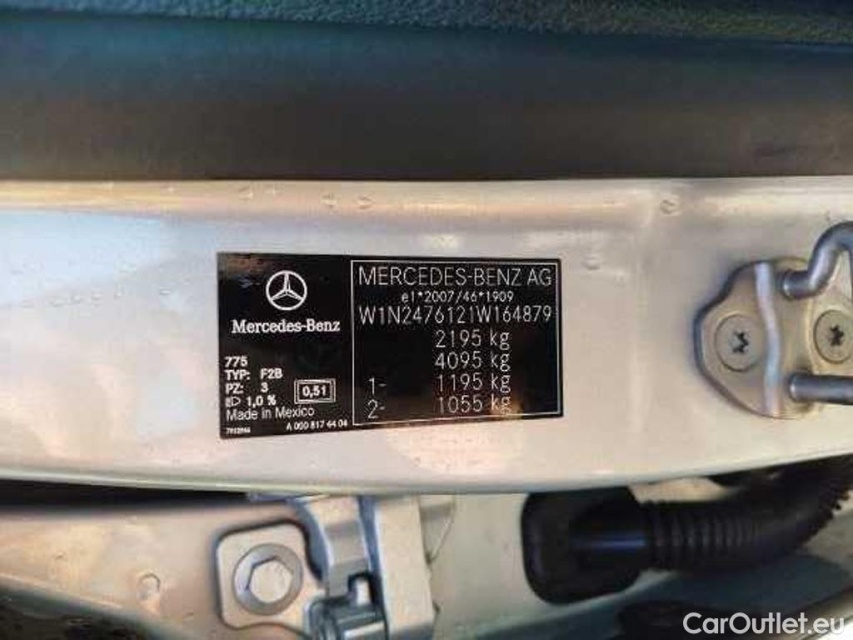 MERCEDES-BENZ AG
e1*2007/46*1909
W1N2476121W164879
2195 kg
4095 kg
1- 1195 kg
2- 1055 kg
Mercedes-Benz
775
TYP: F2B
PZ: 3
1,0 % 0,51
Made in Mexico
A 000 817 44 04
CarOutlet.eu